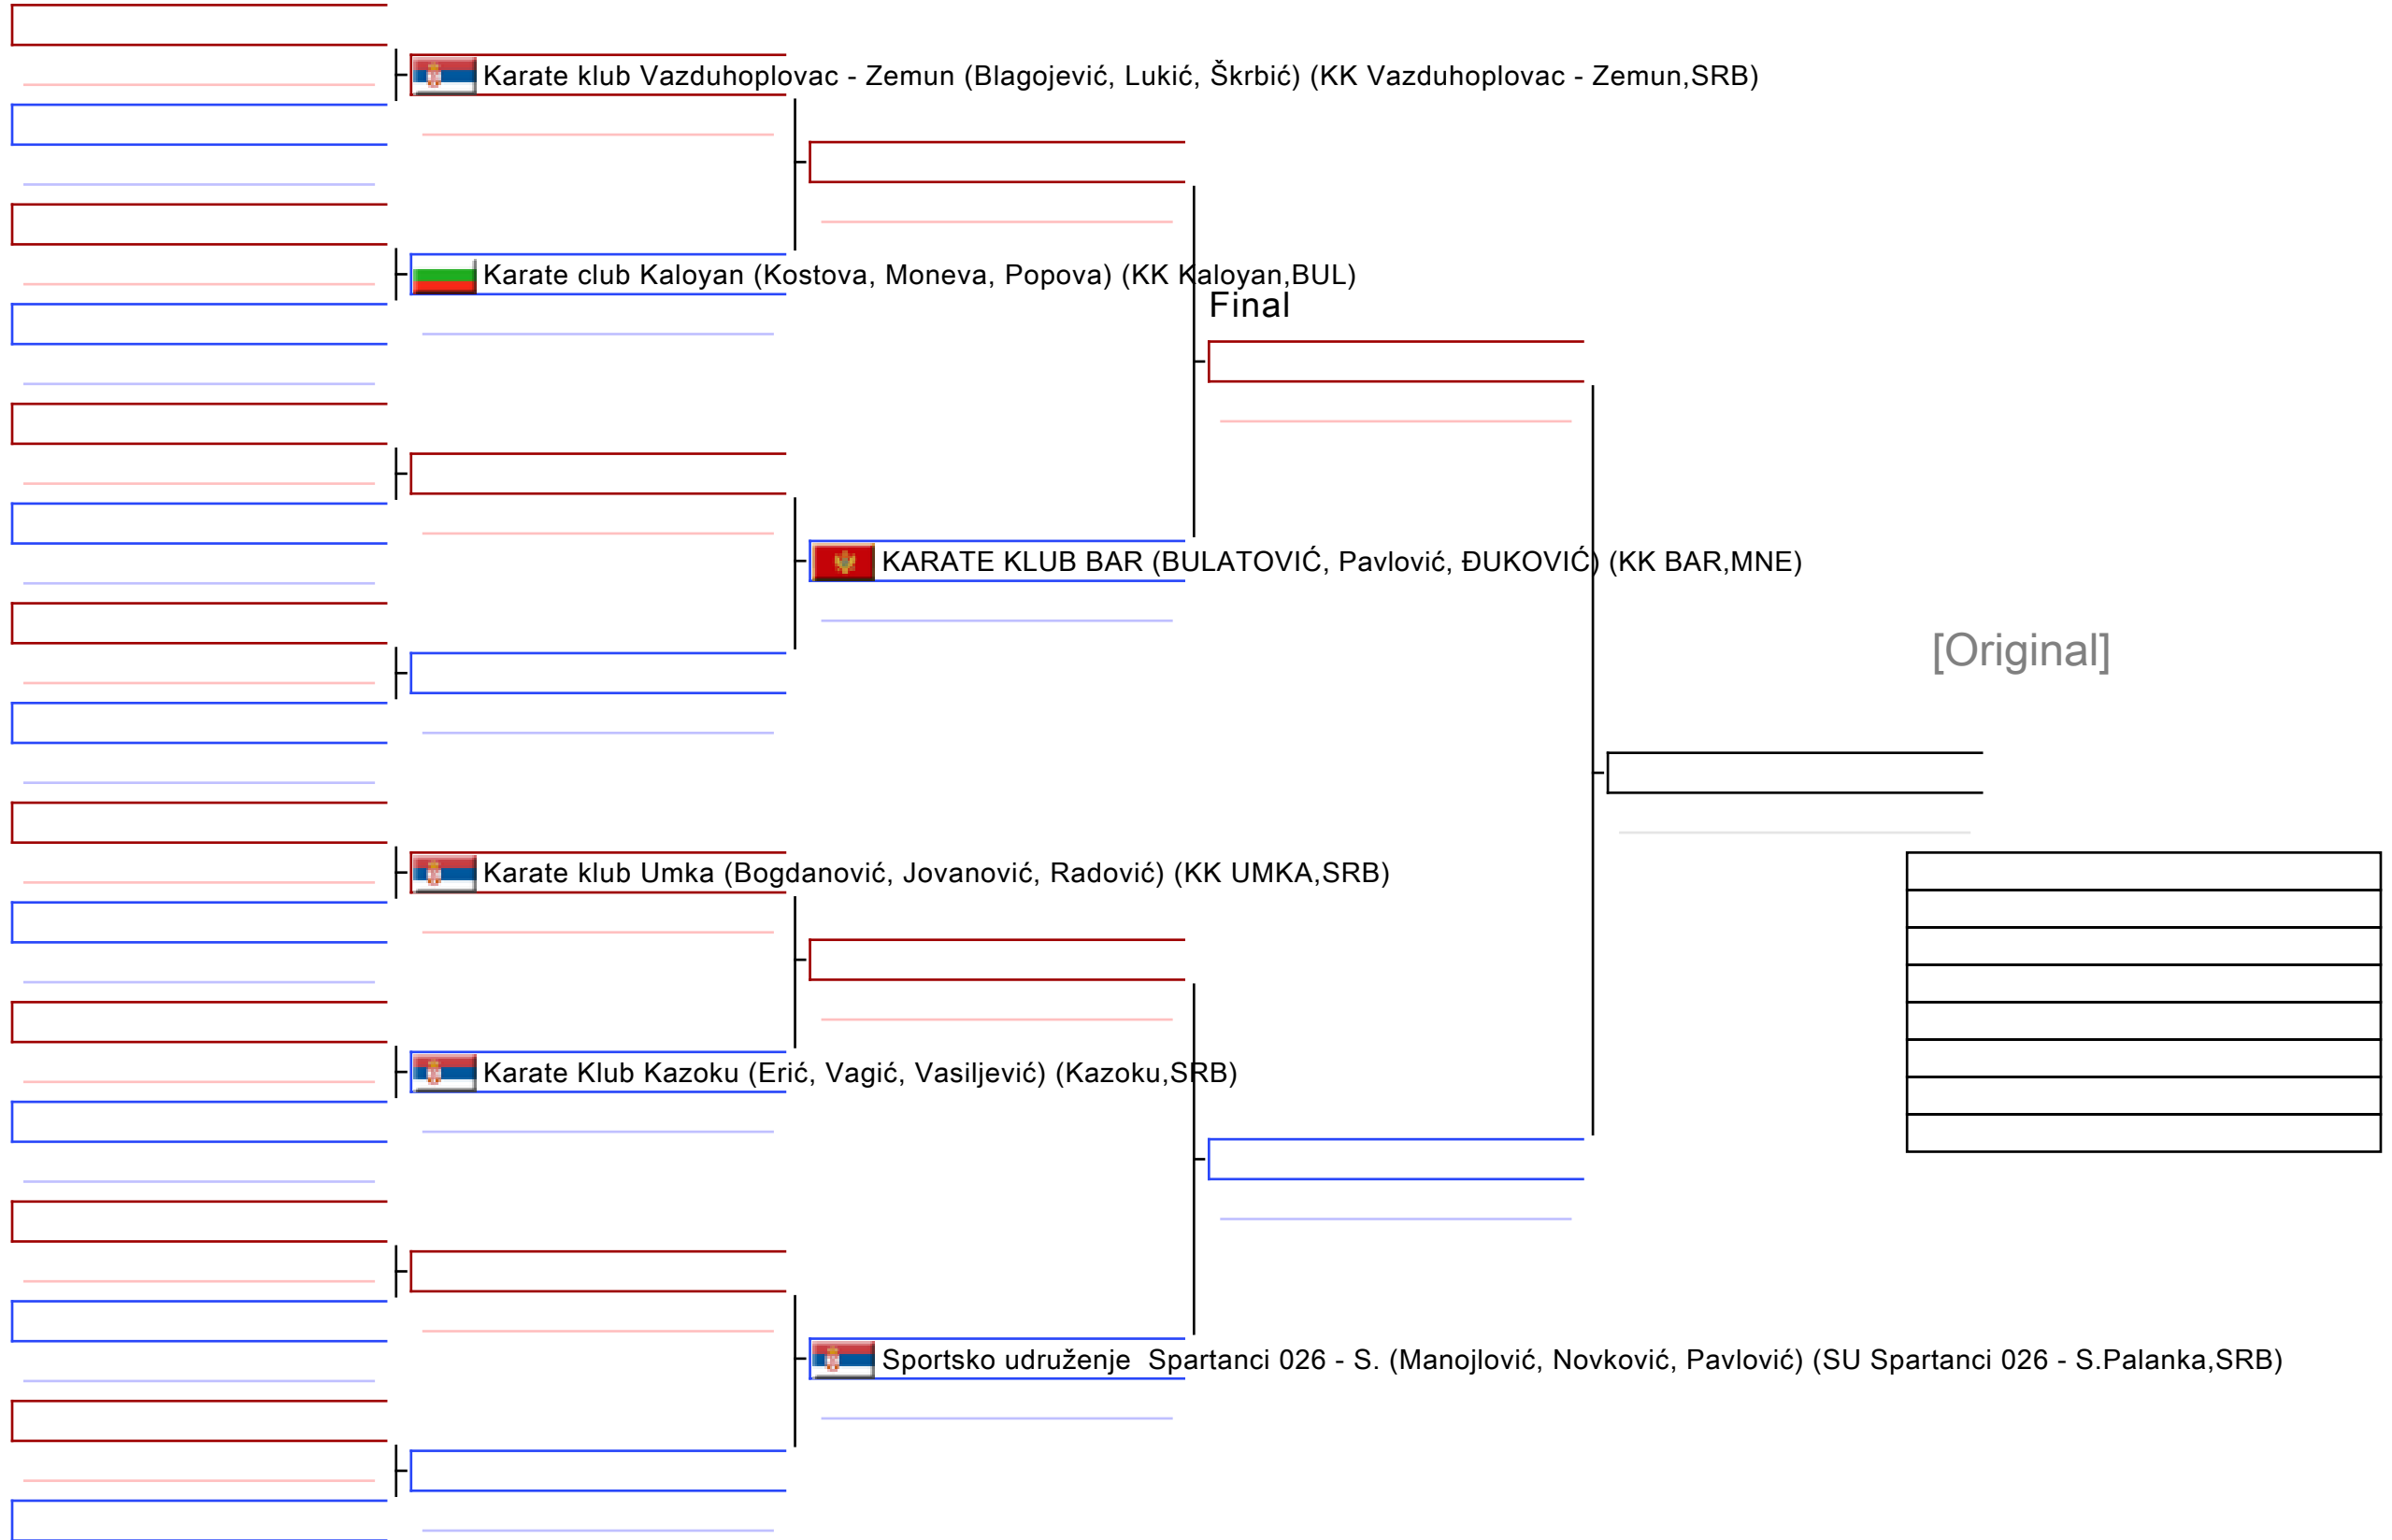 Karate klub Vazduhoplovac - Zemun (Blagojević, Lukić, Škrbić) (KK Vazduhoplovac - Zemun,SRB)
Karate club Kaloyan (Kostova, Moneva, Popova) (KK Kaloyan,BUL)
Final
KARATE KLUB BAR (BULATOVIĆ, Pavlović, ĐUKOVIĆ) (KK BAR,MNE)
[Original]
Karate klub Umka (Bogdanović, Jovanović, Radović) (KK UMKA,SRB)
Karate Klub Kazoku (Erić, Vagić, Vasiljević) (Kazoku,SRB)
Sportsko udruženje  Spartanci 026 - S. (Manojlović, Novković, Pavlović) (SU Spartanci 026 - S.Palanka,SRB)